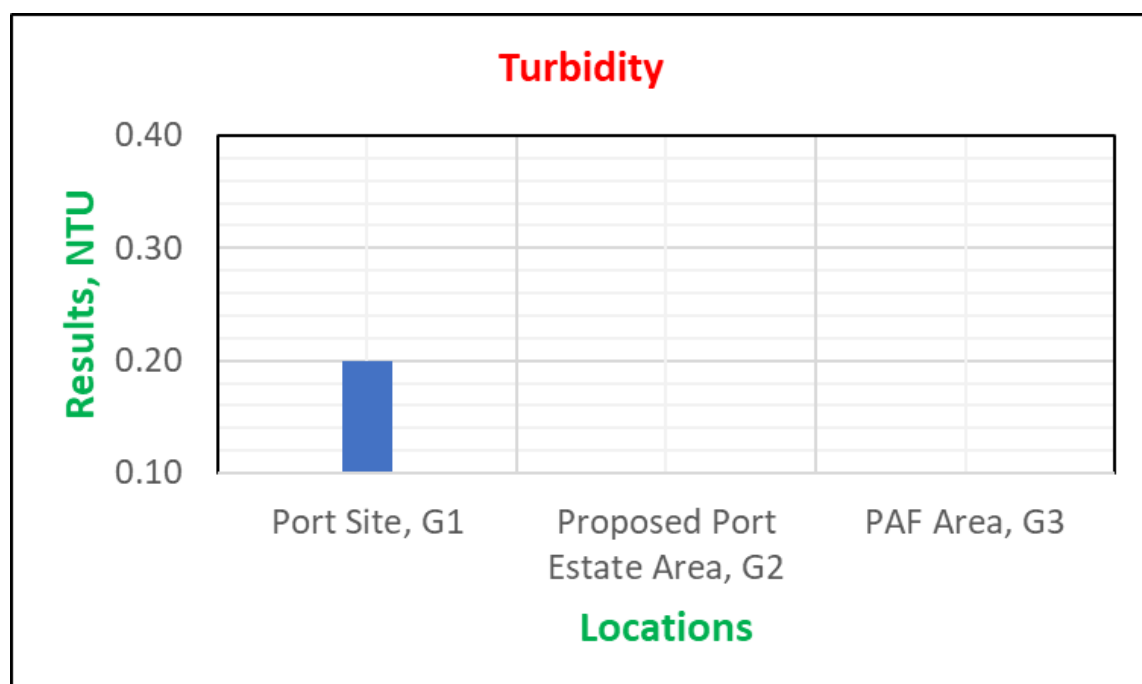 Turbidity
Results, NTU
0.40
0.30
0.20
0.10
Port Site, G1
Proposed Port
Estate Area, G2
PAF Area, G3
Locations